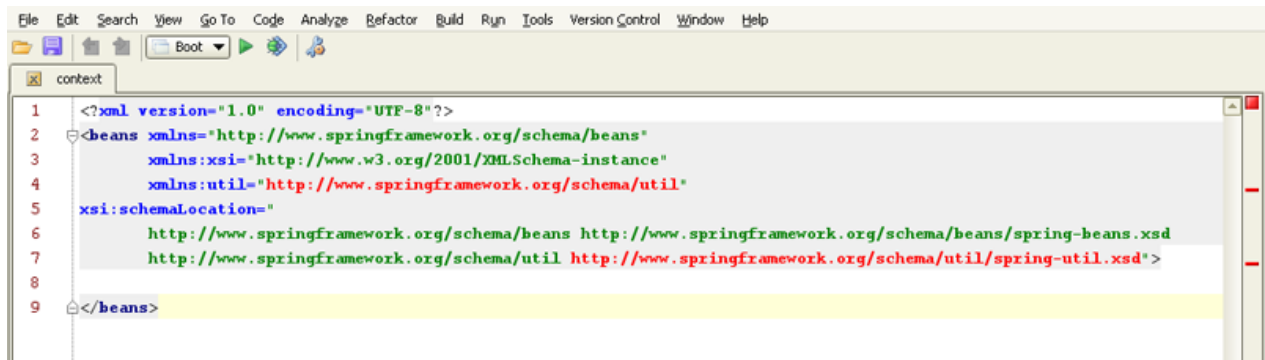 File Edit Search View Go To Code Analyze Refactor Build Run Tools Version Control Window Help
Boot
context
1 <?xml version="1.0" encoding="UTF-8"?>
2 <beans xmlns="http://www.springframework.org/schema/beans"
3 xmlns:xsi="http://www.w3.org/2001/XMLSchema-instance"
4 xmlns:util="http://www.springframework.org/schema/util"
5 xsi:schemaLocation="
6 http://www.springframework.org/schema/beans http://www.springframework.org/schema/beans/spring-beans.xsd
7 http://www.springframework.org/schema/util http://www.springframework.org/schema/util/spring-util.xsd">
8
9 </beans>